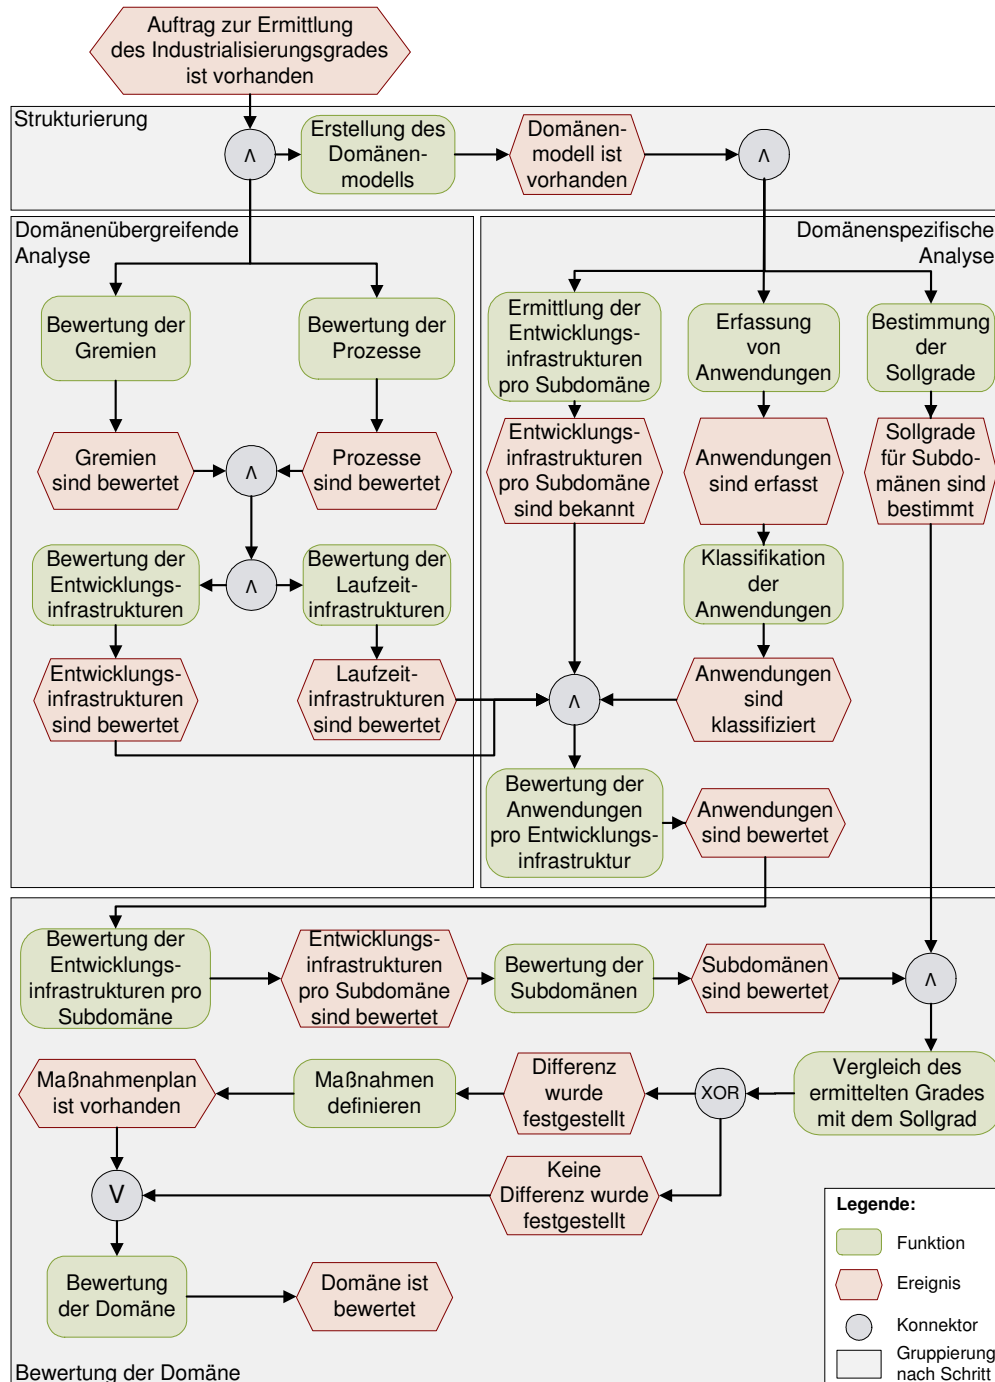 Auftrag zur Ermittlung
des Industrialisierungsgrades
ist vorhanden
Strukturierung
∧
Erstellung des
Domänen-
modells
Domänen-
modell ist
vorhanden
∧
Domänenübergreifende
Analyse
Domänenspezifische
Analyse
Bewertung der
Gremien
Bewertung der
Prozesse
Ermittlung der
Entwicklungs-
infrastrukturen
pro Subdomäne
Erfassung
von
Anwendungen
Bestimmung
der
Sollgrade
Gremien
sind bewertet
∧
Prozesse
sind bewertet
Entwicklungs-
infrastrukturen
pro Subdomäne
sind bekannt
Anwendungen
sind erfasst
Sollgrade
für Subdo-
mänen sind
bestimmt
Bewertung der
Entwicklungs-
infrastrukturen
∧
Bewertung der
Laufzeit-
infrastrukturen
Klassifikation
der
Anwendungen
Entwicklungs-
infrastrukturen
sind bewertet
Laufzeit-
infrastrukturen
sind bewertet
∧
Anwendungen
sind
klassifiziert
Bewertung der
Anwendungen
pro Entwicklungs-
infrastruktur
Anwendungen
sind bewertet
Bewertung der
Entwicklungs-
infrastrukturen pro
Subdomäne
Entwicklungs-
infrastrukturen
pro Subdomäne
sind bewertet
Bewertung der
Subdomänen
Subdomänen
sind bewertet
∧
Maßnahmenplan
ist vorhanden
Maßnahmen
definieren
Differenz
wurde
festgestellt
XOR
Vergleich des
ermittelten Grades
mit dem Sollgrad
V
Keine
Differenz wurde
festgestellt
Bewertung
der Domäne
Domäne ist
bewertet
Legende:
Funktion
Ereignis
Konnektor
Gruppierung
nach Schritt
Bewertung der Domäne